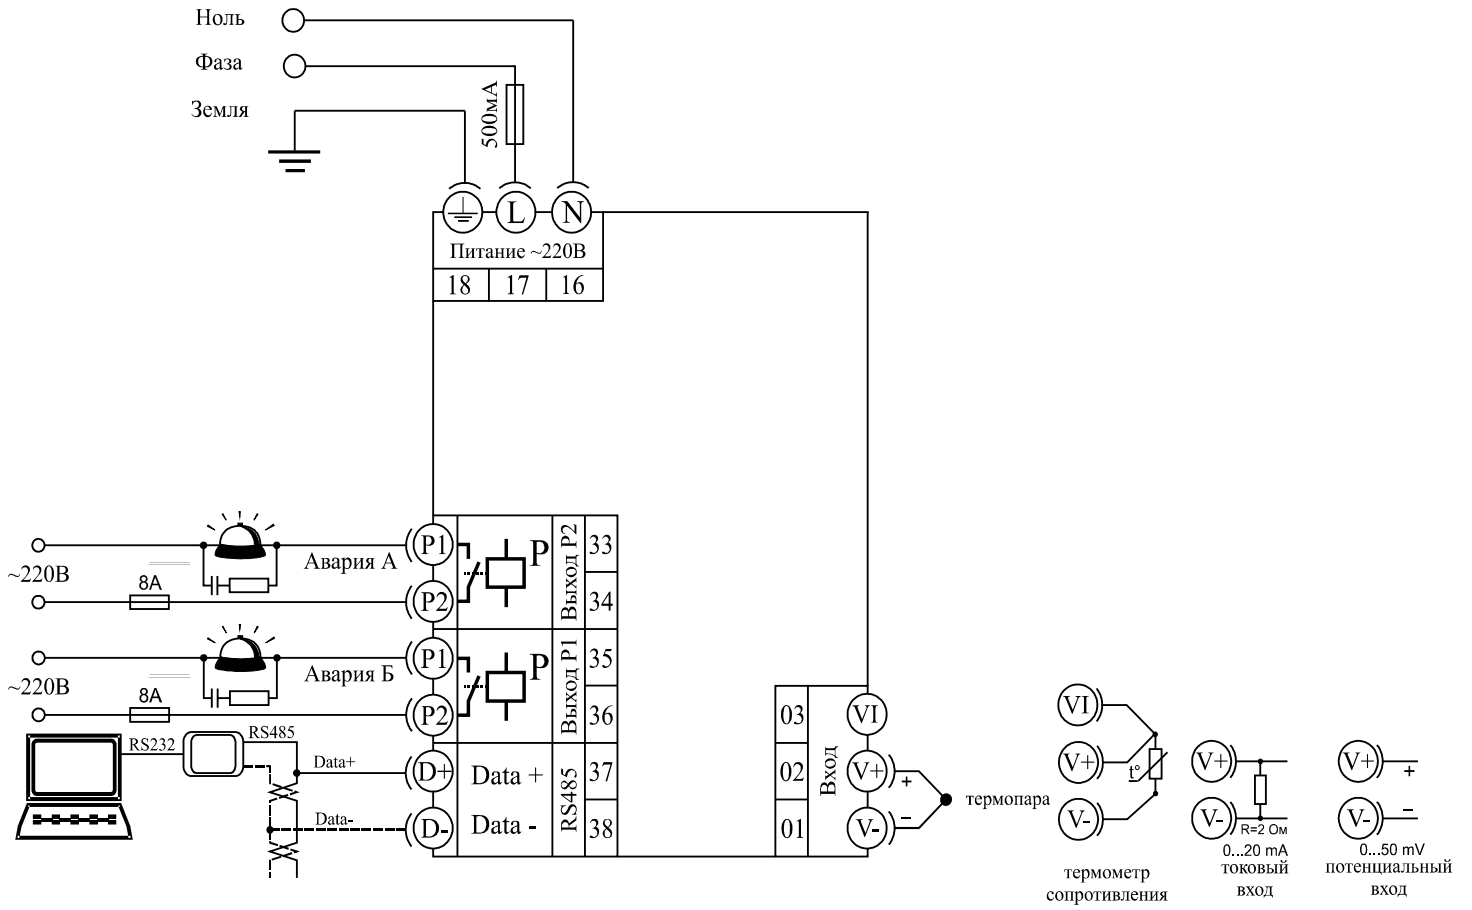 Ноль
Фаза
Земля
500мА
L
N
Питание ~220В
18 17 16
~220В
8А
Авария А
P1
P2
Р
Выход Р2
33
34
~220В
8А
Авария Б
P1
P2
Р
Выход Р1
35
36
RS232
RS485
Data+
Data-
D+
D-
Data +
Data -
RS485
37
38
03
02
01
Вход
VI
V+
V-
+
−
термопара
VI
V+
V-
t°
термометр
сопротивления
V+
V-
R=2 Ом
0...20 mA
токовый
вход
V+
V-
+
−
0...50 mV
потенциальный
вход